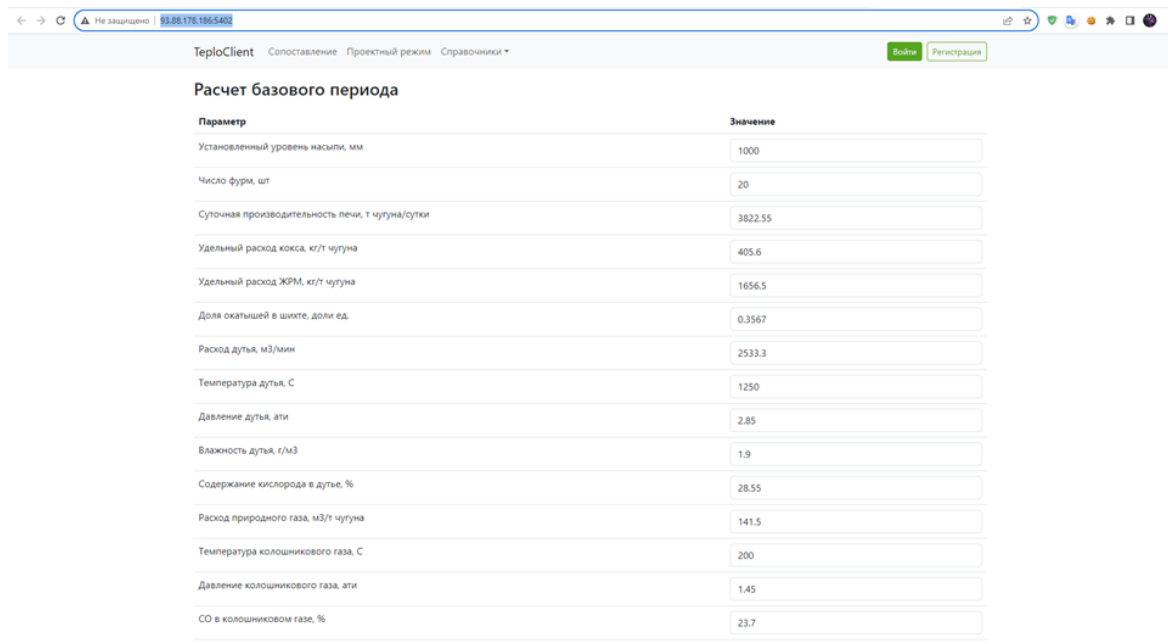 Не защищено 93.88.178.186:5402
TeploClient Сопоставление Проектный режим Справочники Войти Регистрация
Расчет базового периода
Параметр Значение
Установленный уровень насыпи, мм 1000
Число фурм, шт 20
Суточная производительность печи, т чугуна/сутки 3822.55
Удельный расход кокса, кг/т чугуна 405.6
Удельный расход ЖРМ, кг/т чугуна 1656.5
Доля окатышей в шихте, доли ед. 0.3567
Расход дутья, м3/мин 2533.3
Температура дутья, С 1250
Давление дутья, ати 2.85
Влажность дутья, г/м3 1.9
Содержание кислорода в дутье, % 28.55
Расход природного газа, м3/т чугуна 141.5
Температура колошникового газа, С 200
Давление колошникового газа, ати 1.45
СО в колошниковом газе, % 23.7